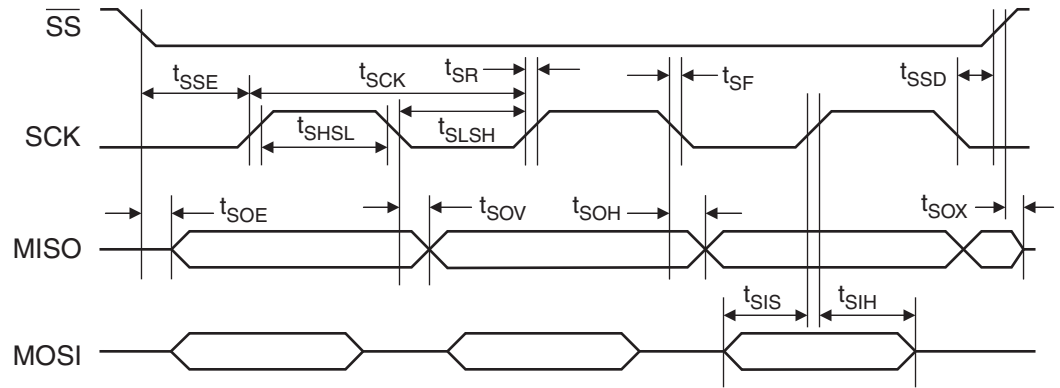 SS
tSSE
tSCK
tSR
tSF
tSSD
SCK
tSHSL
tSLSH
tSOE
tSOV
tSOH
tSOX
MISO
tSIS
tSIH
MOSI